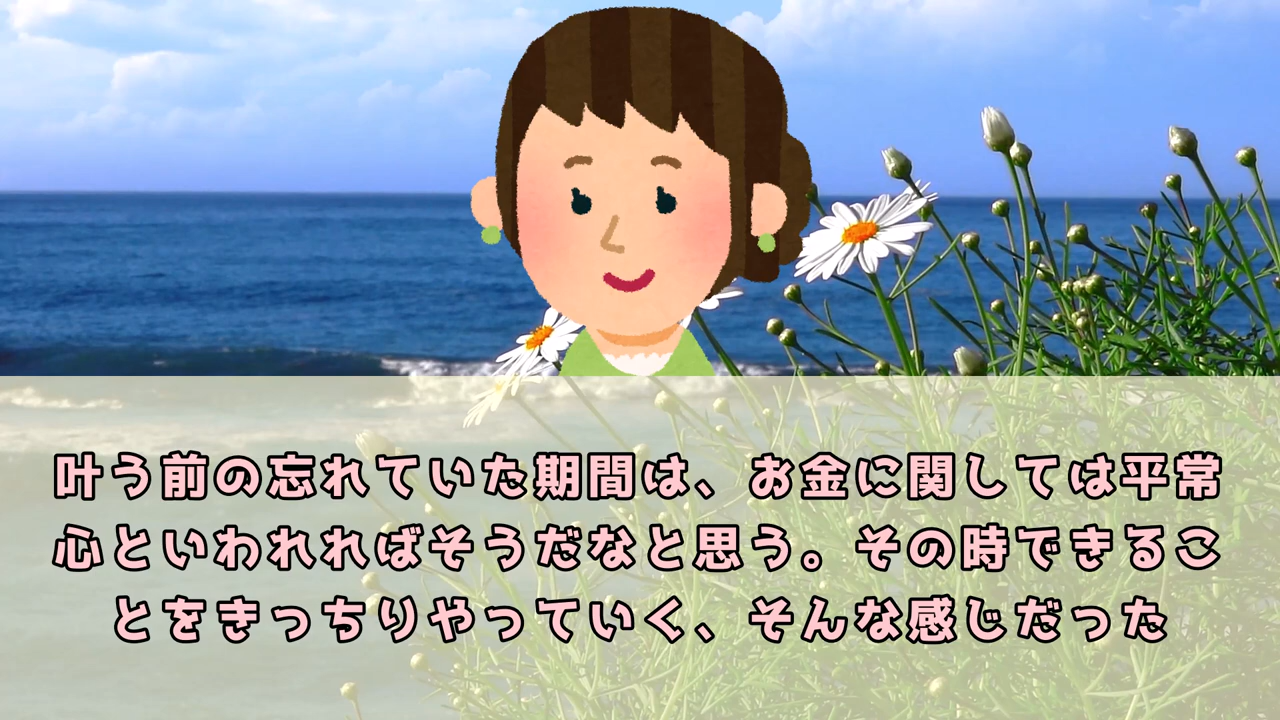 叶う前の忘れていた期間は、お金に関しては平常
心といわれればそうだなと思う。その時できるこ
とをきっちりやっていく、そんな感じだった